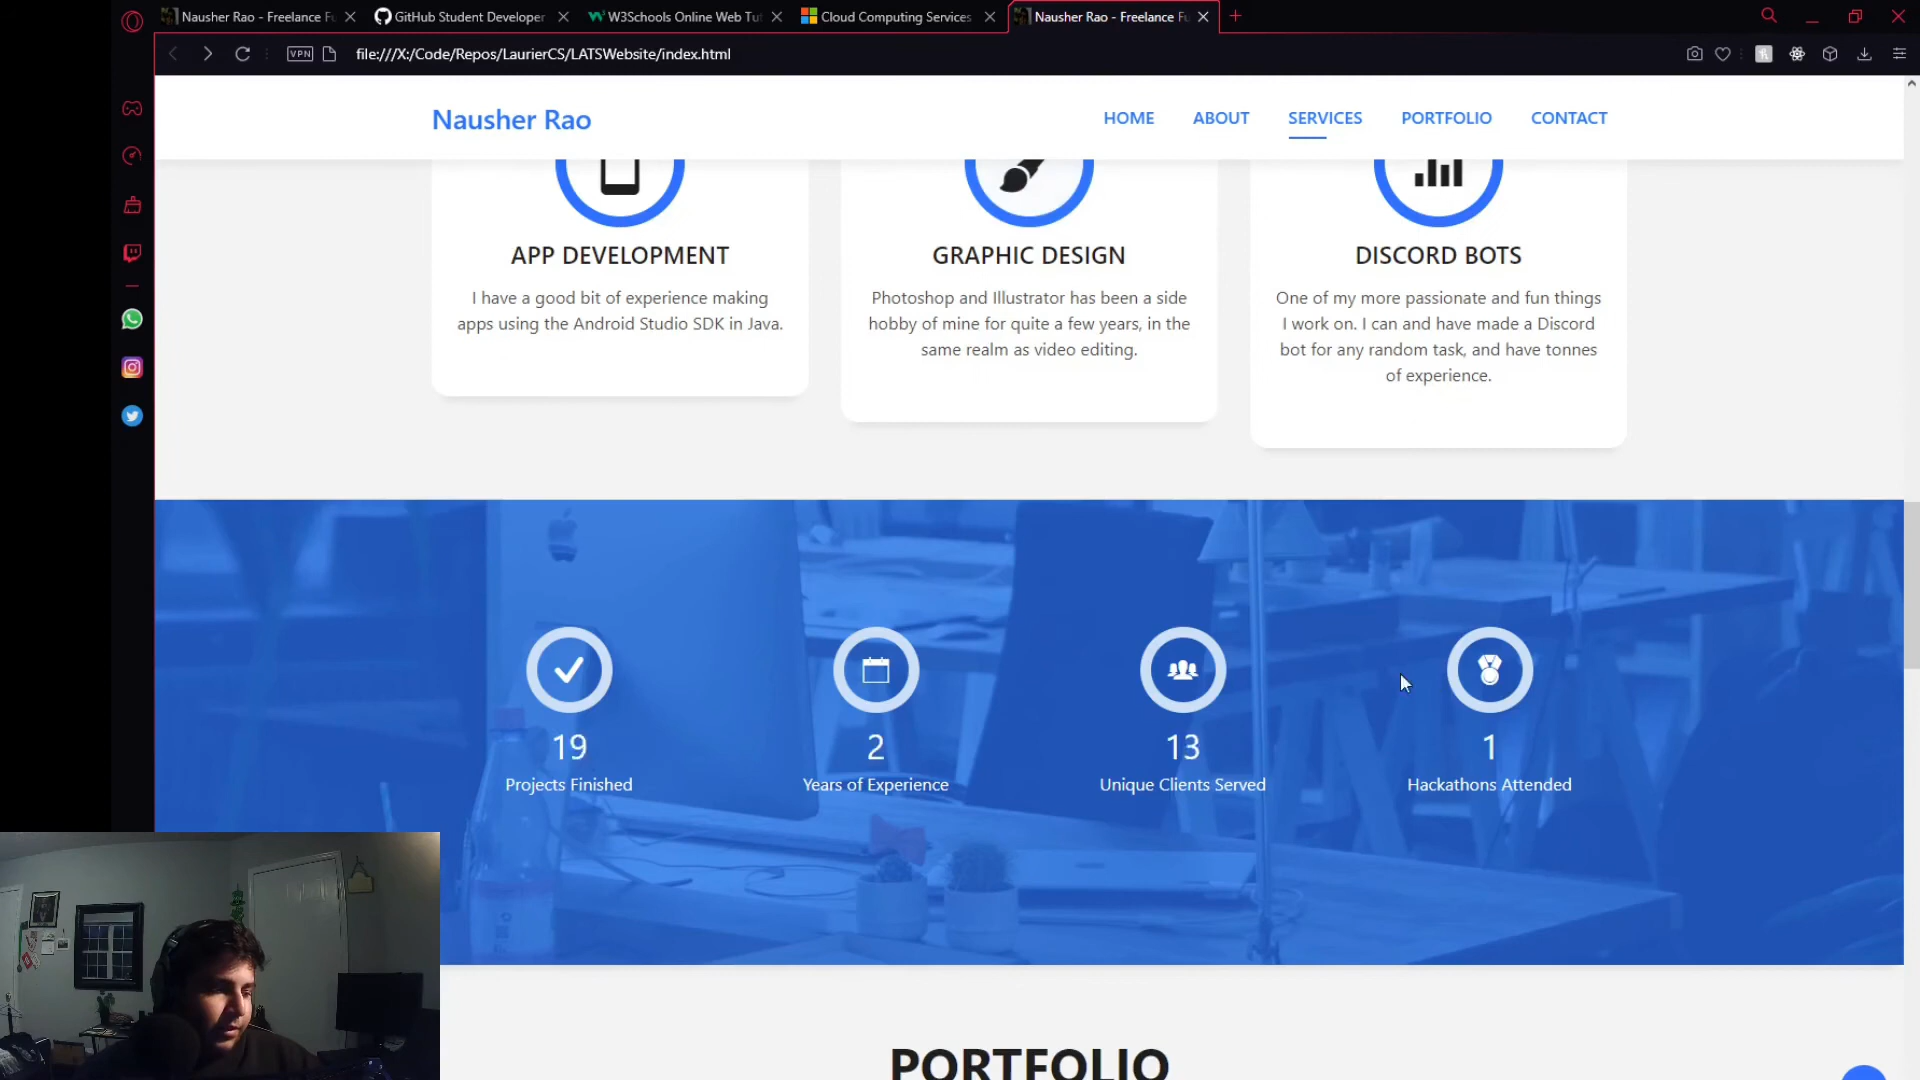 Nausher Rao - Freelance Fu
GitHub Student Developer
W3Schools Online Web Tut
Cloud Computing Services
Nausher Rao - Freelance Fu
VPN
file:///X:/Code/Repos/LaurierCS/LATSWebsite/index.html
Nausher Rao
HOME
ABOUT
SERVICES
PORTFOLIO
CONTACT
APP DEVELOPMENT
I have a good bit of experience making
apps using the Android Studio SDK in Java.
GRAPHIC DESIGN
Photoshop and Illustrator has been a side
hobby of mine for quite a few years, in the
same realm as video editing.
DISCORD BOTS
One of my more passionate and fun things
I work on. I can and have made a Discord
bot for any random task, and have tonnes
of experience.
19
Projects Finished
2
Years of Experience
13
Unique Clients Served
1
Hackathons Attended
PORTFOLIO